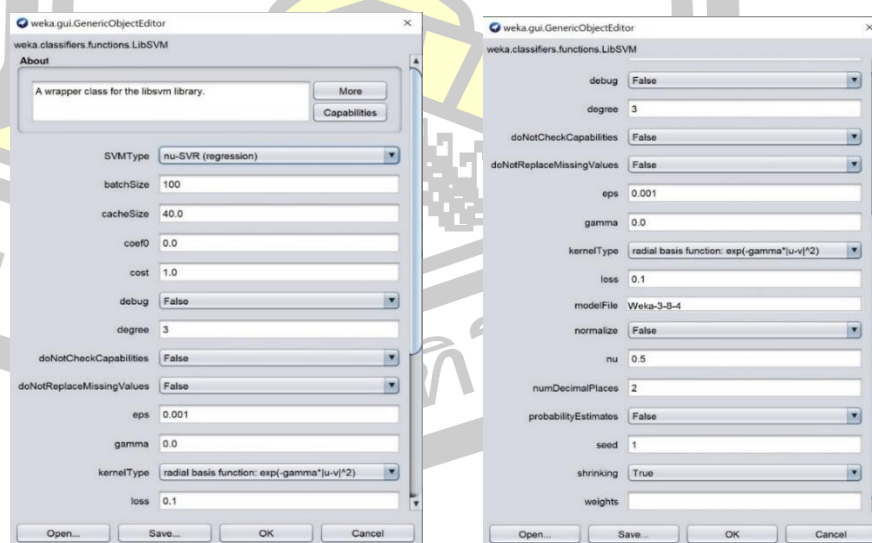 weka.gui.GenericObjectEditor
weka.classifiers.functions.LibSVM
About
A wrapper class for the libsvm library.
More
Capabilities
SVMType nu-SVR (regression)
batchSize 100
cacheSize 40.0
coef0 0.0
cost 1.0
debug False
degree 3
doNotCheckCapabilities False
doNotReplaceMissingValues False
eps 0.001
gamma 0.0
kernelType radial basis function: exp(-gamma*|u-v|^2)
loss 0.1
Open... Save... OK Cancel
weka.gui.GenericObjectEditor
weka.classifiers.functions.LibSVM
debug False
degree 3
doNotCheckCapabilities False
doNotReplaceMissingValues False
eps 0.001
gamma 0.0
kernelType radial basis function: exp(-gamma*|u-v|^2)
loss 0.1
modelFile Weka-3-8-4
normalize False
nu 0.5
numDecimalPlaces 2
probabilityEstimates False
seed 1
shrinking True
weights
Open... Save... OK Cancel